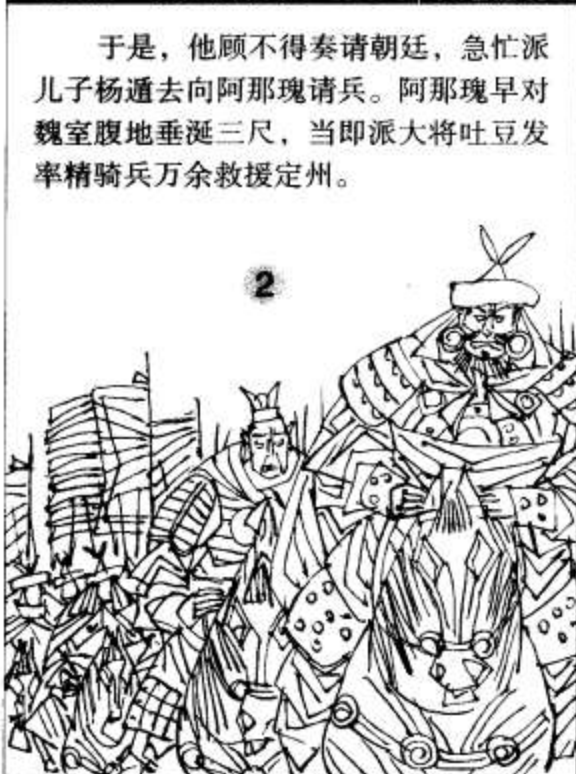 于是，他顾不得奏请朝廷，急忙派
儿子杨遁去向阿那瑰请兵。阿那瑰早对
魏室腹地垂涎三尺，当即派大将吐豆发
率精骑兵万余救援定州。
2